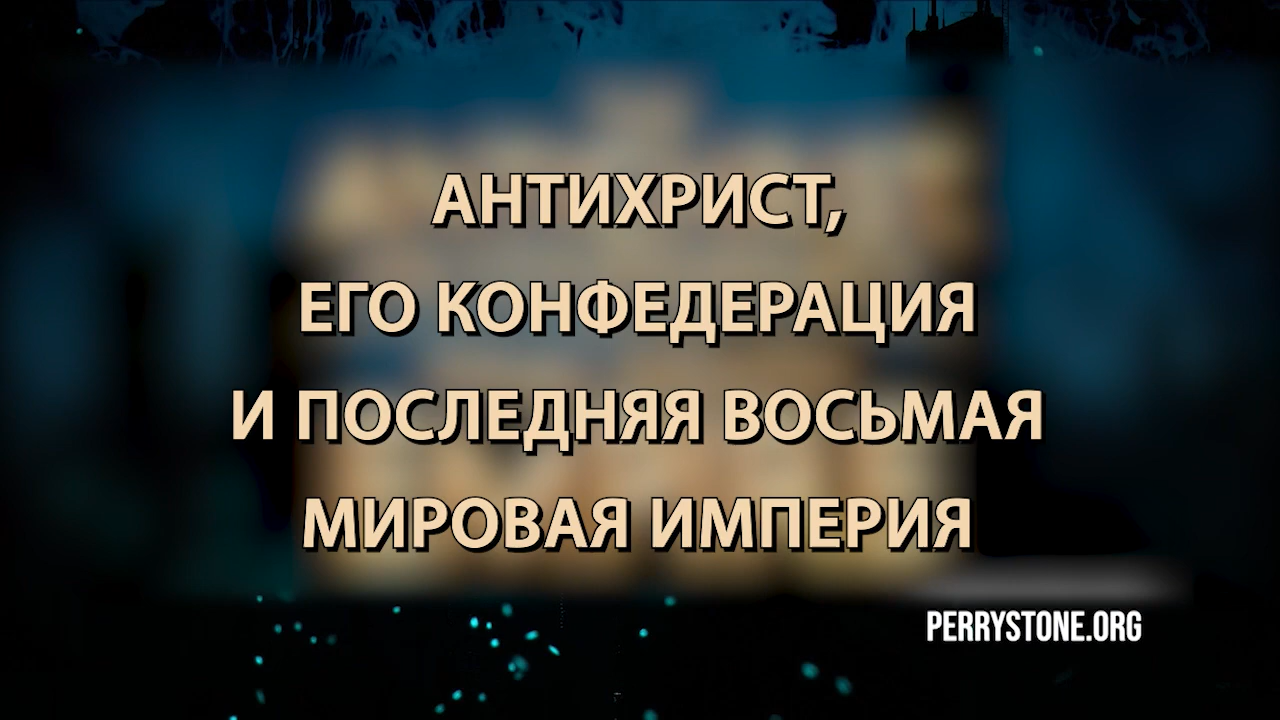 АНТИХРИСТ,
ЕГО КОНФЕДЕРАЦИЯ
И ПОСЛЕДНЯЯ ВОСЬМАЯ
МИРОВАЯ ИМПЕРИЯ
PERRYSTONE.ORG